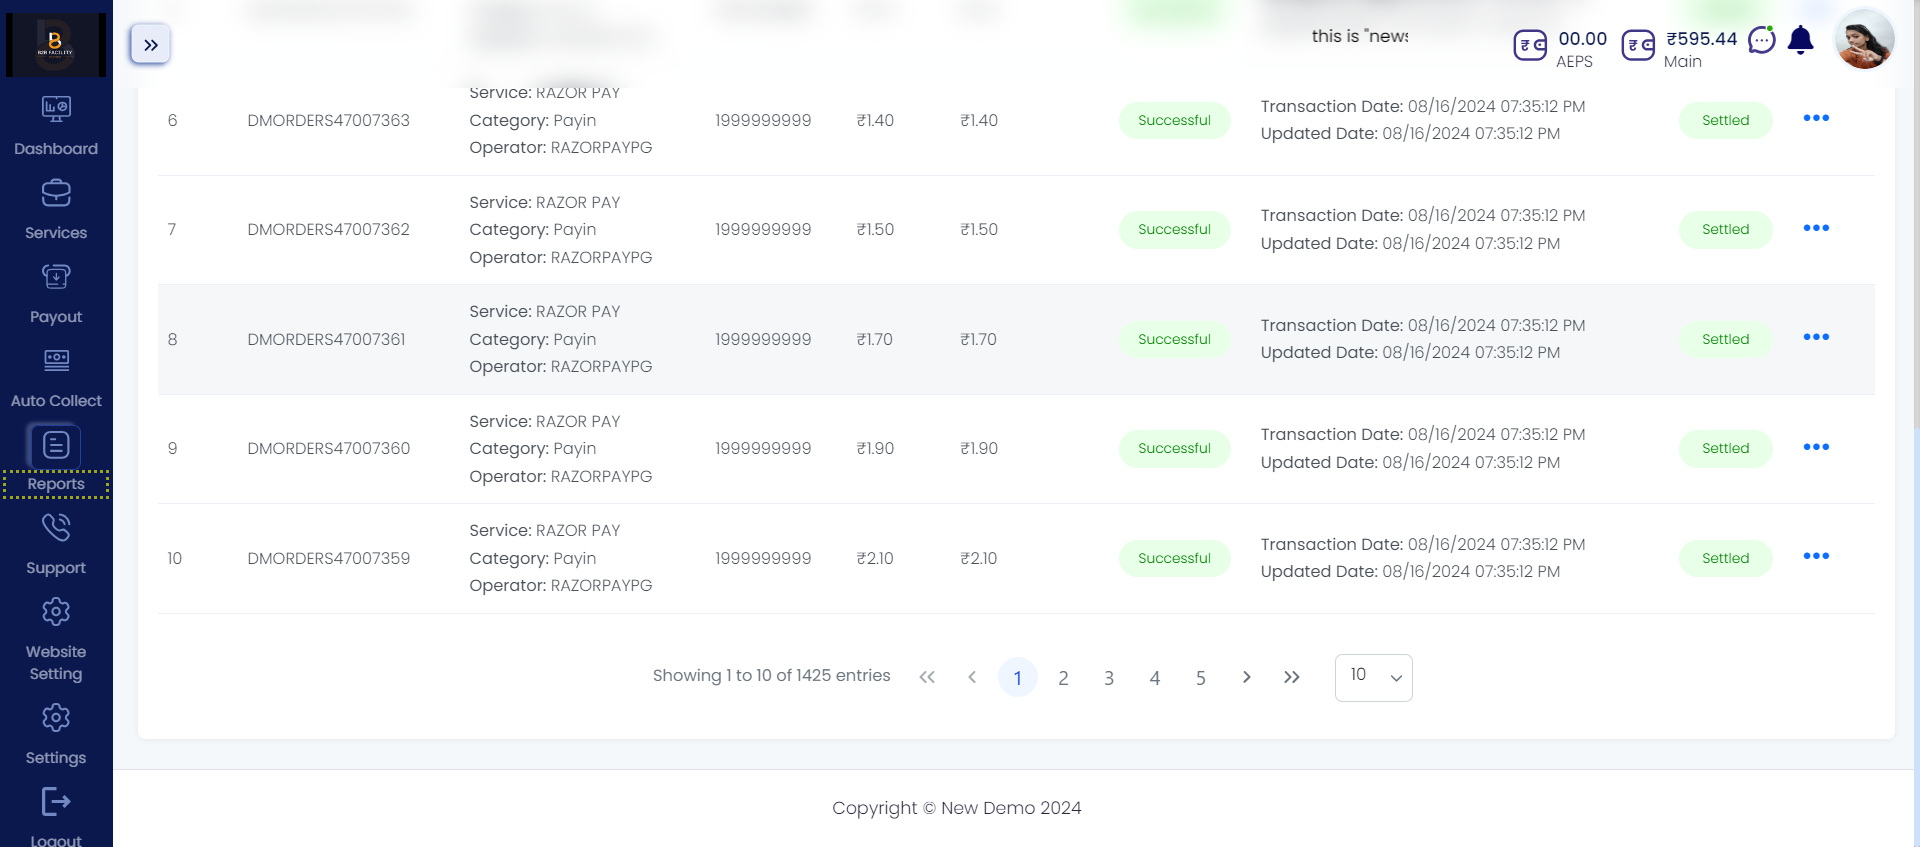 B2B FACILITY
this is "news
00.00
AEPS
₹595.44
Main
Dashboard
Services
Payout
Auto Collect
Reports
Support
Website
Setting
Settings
Logout
Service: RAZOR PAY
6 DMORDERS47007363 Category: Payin 1999999999 ₹1.40 ₹1.40 Successful Transaction Date: 08/16/2024 07:35:12 PM Settled
Operator: RAZORPAYPG Updated Date: 08/16/2024 07:35:12 PM
Service: RAZOR PAY
7 DMORDERS47007362 Category: Payin 1999999999 ₹1.50 ₹1.50 Successful Transaction Date: 08/16/2024 07:35:12 PM Settled
Operator: RAZORPAYPG Updated Date: 08/16/2024 07:35:12 PM
Service: RAZOR PAY
8 DMORDERS47007361 Category: Payin 1999999999 ₹1.70 ₹1.70 Successful Transaction Date: 08/16/2024 07:35:12 PM Settled
Operator: RAZORPAYPG Updated Date: 08/16/2024 07:35:12 PM
Service: RAZOR PAY
9 DMORDERS47007360 Category: Payin 1999999999 ₹1.90 ₹1.90 Successful Transaction Date: 08/16/2024 07:35:12 PM Settled
Operator: RAZORPAYPG Updated Date: 08/16/2024 07:35:12 PM
Service: RAZOR PAY
10 DMORDERS47007359 Category: Payin 1999999999 ₹2.10 ₹2.10 Successful Transaction Date: 08/16/2024 07:35:12 PM Settled
Operator: RAZORPAYPG Updated Date: 08/16/2024 07:35:12 PM
Showing 1 to 10 of 1425 entries 1 2 3 4 5 10
Copyright © New Demo 2024